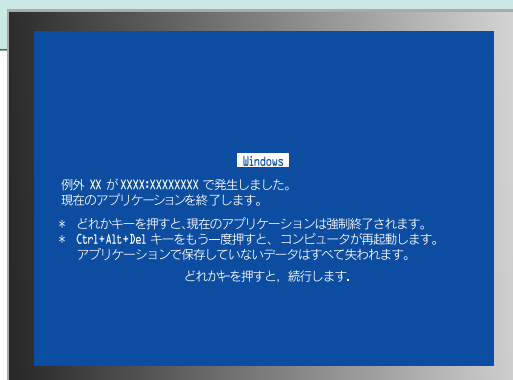 Windows
例外 XX が XXXX:XXXXXXXX で発生しました。
現在のアプリケーションを終了します。
* どれかキーを押すと、現在のアプリケーションは強制終了されます。
* Ctrl+Alt+Del キーをもう一度押すと、コンピュータが再起動します。
アプリケーションで保存していないデータはすべて失われます。
どれかキーを押すと，続行します.